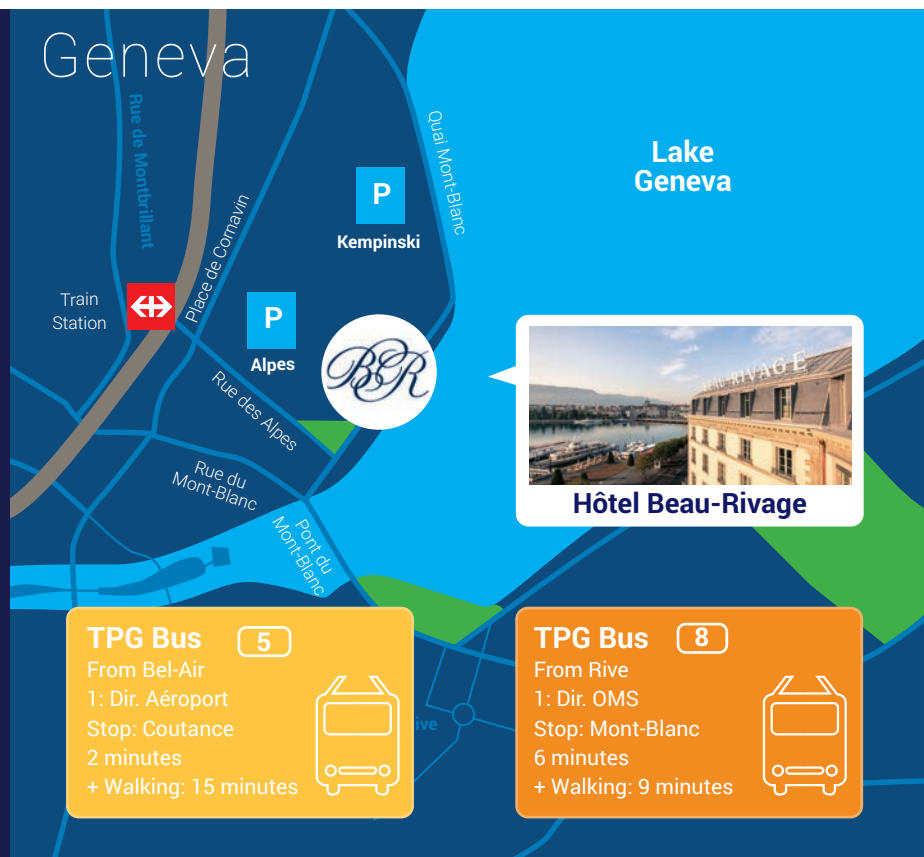 Geneva
Rue de Montbrillant
Quai Mont-Blanc
Lake
Geneva
P
Kempinski
Place de Cornavin
Train
Station
P
Alpes
BR
BEAU-RIVAGE
Rue des Alpes
Rue du
Mont-Blanc
Hôtel Beau-Rivage
Pont du
Mont-Blanc
TPG Bus 5
From Bel-Air
1: Dir. Aéroport
Stop: Coutance
2 minutes
+ Walking: 15 minutes
TPG Bus 8
From Rive
1: Dir. OMS
Stop: Mont-Blanc
6 minutes
+ Walking: 9 minutes